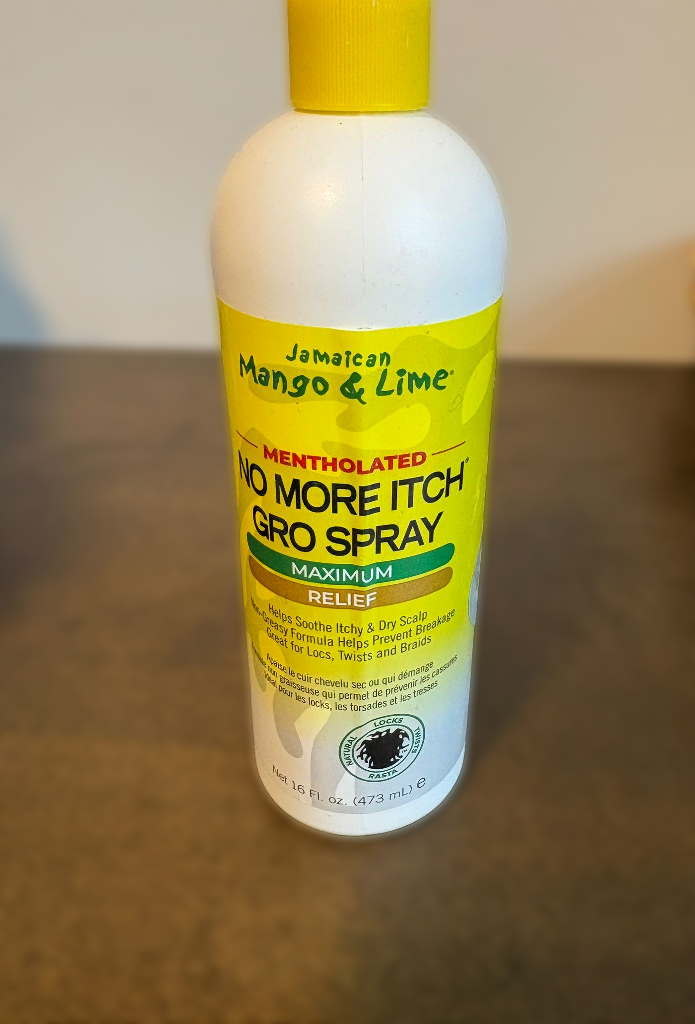 Jamaican
Mango & Lime®
MENTHOLATED
NO MORE ITCH®
GRO SPRAY
MAXIMUM
RELIEF
Helps Soothe Itchy & Dry Scalp
Non-Greasy Formula Helps Prevent Breakage
Great for Locs, Twists and Braids
Apaise le cuir chevelu sec ou qui démange
non graisseuse qui permet de prévenir les cassures
Idéal pour les locks, les torsades et les tresses
NATURAL LOCKS TWISTS
RASTA
Net 16 Fl. oz. (473 mL) e